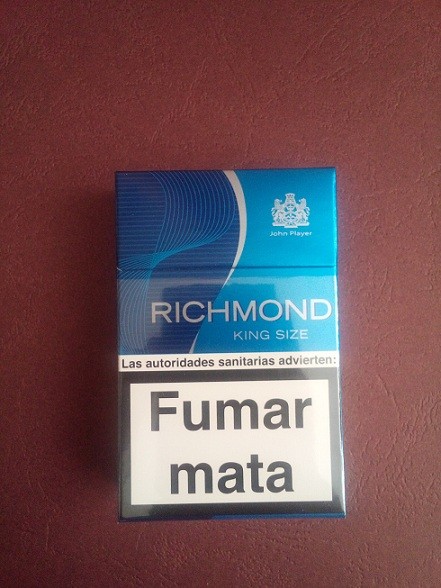 John Player
RICHMOND
KING SIZE
Las autoridades sanitarias advierten:
Fumar
mata